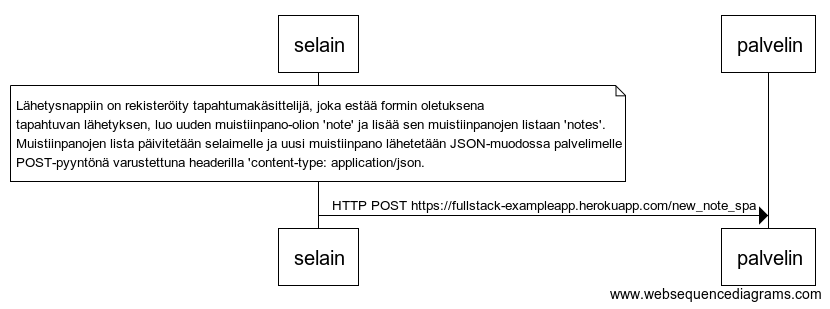 selain
palvelin
Lähetysnappiin on rekisteröity tapahtumakäsittelijä, joka estää formin oletuksena
tapahtuvan lähetyksen, luo uuden muistiinpano-olion 'note' ja lisää sen muistiinpanojen listaan 'notes'.
Muistiinpanojen lista päivitetään selaimelle ja uusi muistiinpano lähetetään JSON-muodossa palvelimelle
POST-pyyntönä varustettuna headerilla 'content-type: application/json.
HTTP POST https://fullstack-exampleapp.herokuapp.com/new_note_spa
selain
palvelin
www.websequencediagrams.com